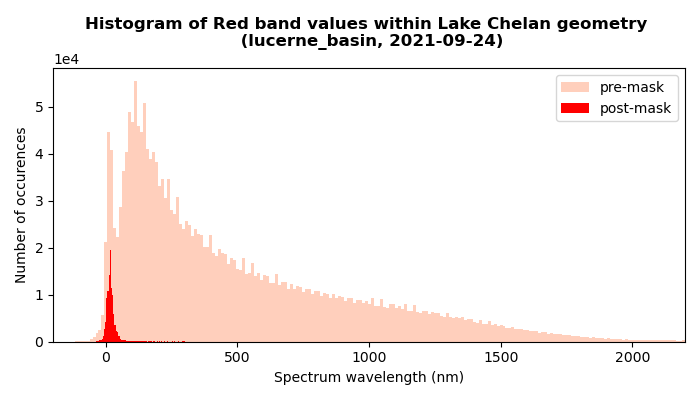 Histogram of Red band values within Lake Chelan geometry
(lucerne_basin, 2021-09-24)
1e4
pre-mask
post-mask
5
4
3
2
1
0
Number of occurences
0
500
1000
1500
2000
Spectrum wavelength (nm)